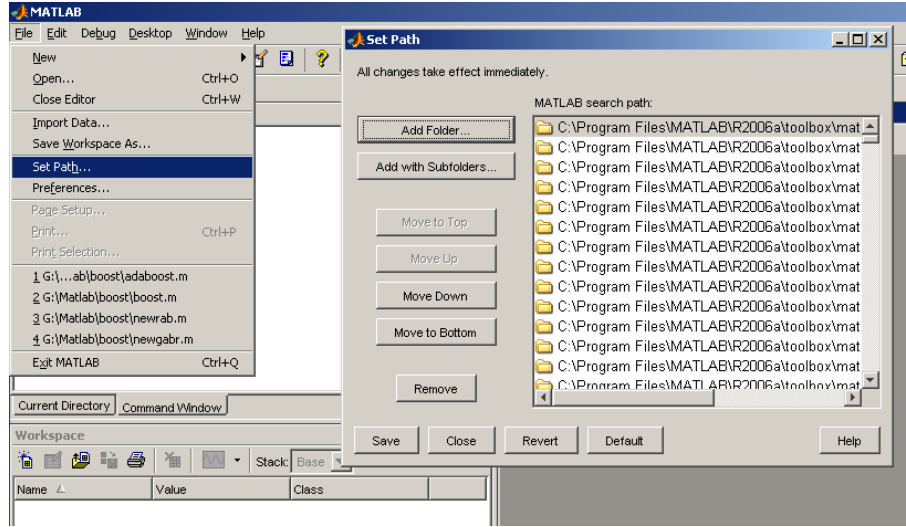 MATLAB
File Edit Debug Desktop Window Help
New
Open... Ctrl+O
Close Editor Ctrl+W
Import Data...
Save Workspace As...
Set Path...
Preferences...
Page Setup...
Print... Ctrl+P
Print Selection...
1 G:\...ab\boost\adaboost.m
2 G:\Matlab\boost\boost.m
3 G:\Matlab\boost\newrab.m
4 G:\Matlab\boost\newgabr.m
Exit MATLAB Ctrl+Q
Current Directory Command Window
Workspace
Stack: Base
Name Value Class
Set Path
All changes take effect immediately.
MATLAB search path:
Add Folder...
Add with Subfolders...
Move to Top
Move Up
Move Down
Move to Bottom
Remove
C:\Program Files\MATLAB\R2006a\toolbox\mat
C:\Program Files\MATLAB\R2006a\toolbox\mat
C:\Program Files\MATLAB\R2006a\toolbox\mat
C:\Program Files\MATLAB\R2006a\toolbox\mat
C:\Program Files\MATLAB\R2006a\toolbox\mat
C:\Program Files\MATLAB\R2006a\toolbox\mat
C:\Program Files\MATLAB\R2006a\toolbox\mat
C:\Program Files\MATLAB\R2006a\toolbox\mat
C:\Program Files\MATLAB\R2006a\toolbox\mat
C:\Program Files\MATLAB\R2006a\toolbox\mat
C:\Program Files\MATLAB\R2006a\toolbox\mat
C:\Program Files\MATLAB\R2006a\toolbox\mat
C:\Program Files\MATLAB\R2006a\toolbox\mat
C:\Program Files\MATLAB\R2006a\toolbox\mat
Save Close Revert Default Help